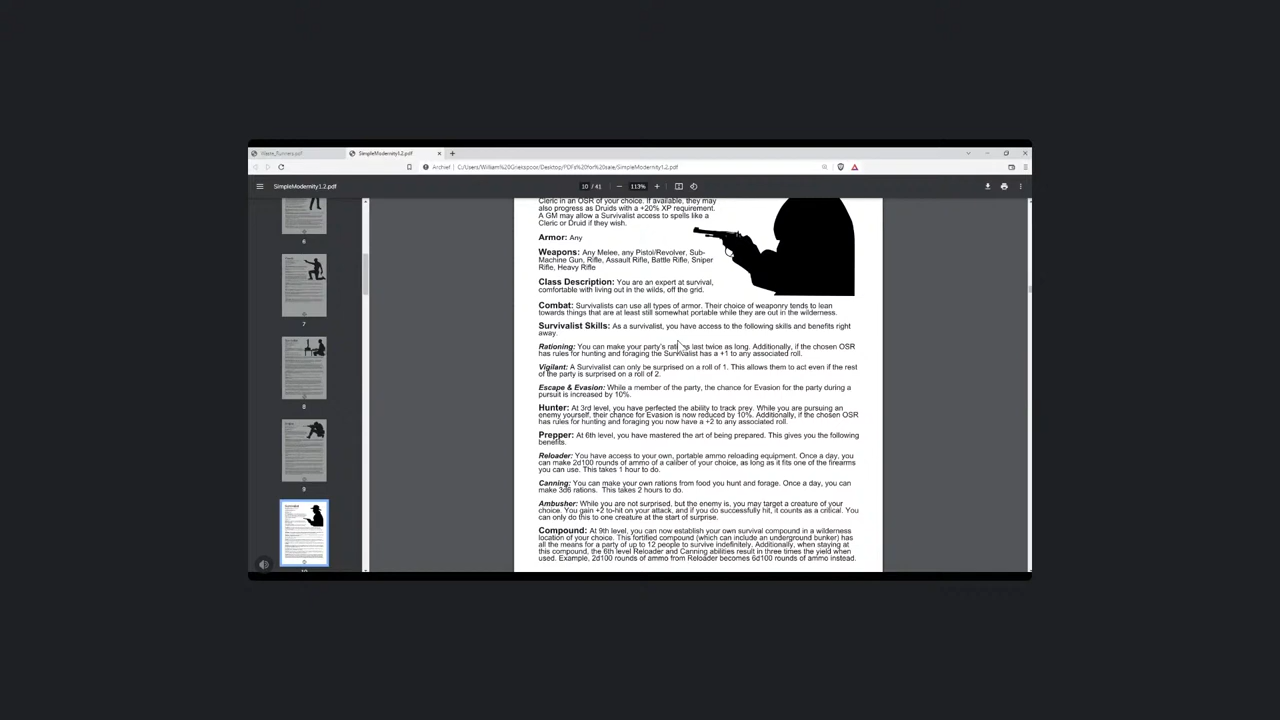 Waste_Runners.pdf
SimpleModernity1.2.pdf
C:/Users/William%20Gnekspoor/Desktop/PDFs%20for%20sale/SimpleModernity1.2.pdf
SimpleModernity1.2.pdf
10 / 41
113%
6
7
8
9
10
Cleric in an OSR of your choice. If available, they may
also progress as Druids with a +20% XP requirement.
A GM may allow a Survivalist access to spells like a
Cleric or Druid if they wish.
Armor: Any
Weapons: Any Melee, any Pistol/Revolver, Sub-
Machine Gun, Rifle, Assault Rifle, Battle Rifle, Sniper
Rifle, Heavy Rifle
Class Description: You are an expert at survival,
comfortable with living out in the wilds, off the grid.
Combat: Survivalists can use all types of armor. Their choice of weaponry tends to lean
towards things that are at least still somewhat portable while they are out in the wilderness.
Survivalist Skills: As a survivalist, you have access to the following skills and benefits right
away.
Rationing: You can make your party's rations last twice as long. Additionally, if the chosen OSR
has rules for hunting and foraging the Survivalist has a +1 to any associated roll.
Vigilant: A Survivalist can only be surprised on a roll of 1. This allows them to act even if the rest
of the party is surprised on a roll of 2.
Escape & Evasion: While a member of the party, the chance for Evasion for the party during a
pursuit is increased by 10%.
Hunter: At 3rd level, you have perfected the ability to track prey. While you are pursuing an
enemy yourself, their chance for Evasion is now reduced by 10%. Additionally, if the chosen OSR
has rules for hunting and foraging you now have a +2 to any associated roll.
Prepper: At 6th level, you have mastered the art of being prepared. This gives you the following
benefits.
Reloader: You have access to your own, portable ammo reloading equipment. Once a day, you
can make 2d100 rounds of ammo of a caliber of your choice, as long as it fits one of the firearms
you can use. This takes 1 hour to do.
Canning: You can make your own rations from food you hunt and forage. Once a day, you can
make 3d6 rations. This takes 2 hours to do.
Ambusher: While you are not surprised, but the enemy is, you may target a creature of your
choice. You gain +2 to-hit on your attack, and if you do successfully hit, it counts as a critical. You
can only do this to one creature at the start of surprise.
Compound: At 9th level, you can now establish your own survival compound in a wilderness
location of your choice. This fortified compound (which can include an underground bunker) has
all the means for a party of up to 12 people to survive indefinitely. Additionally, when staying at
this compound, the 6th level Reloader and Canning abilities result in three times the yield when
used. Example, 2d100 rounds of ammo from Reloader becomes 6d100 rounds of ammo instead.